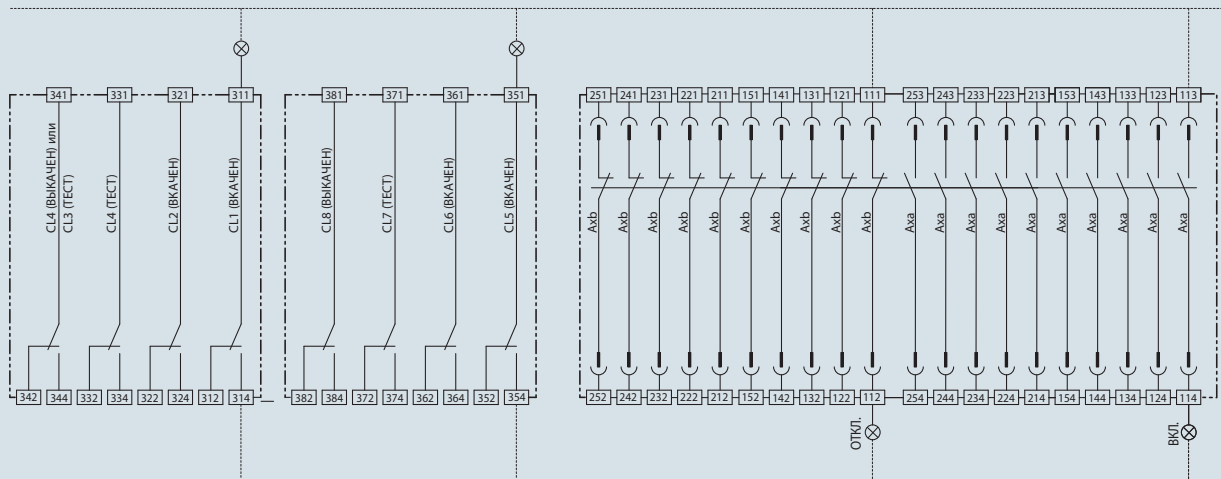 341 331 321 311
381 371 361 351
251 241 231 221 211 151 141 131 121 111 253 243 233 223 213 153 143 133 123 113
CL4 (ВЫКАЧЕН) или
CL3 (ТЕСТ)
CL4 (ТЕСТ)
CL2 (ВКАЧЕН)
CL1 (ВКАЧЕН)
CL8 (ВЫКАЧЕН)
CL7 (ТЕСТ)
CL6 (ВКАЧЕН)
CL5 (ВКАЧЕН)
Axb Axb Axb Axb Axb Axb Axb Axb Axb Axb Axa Axa Axa Axa Axa Axa Axa Axa Axa Axa
342 344 332 334 322 324 312 314
382 384 372 374 362 364 352 354
252 242 232 222 212 152 142 132 122 112 254 244 234 224 214 154 144 134 124 114
ОТКЛ.
ВКЛ.